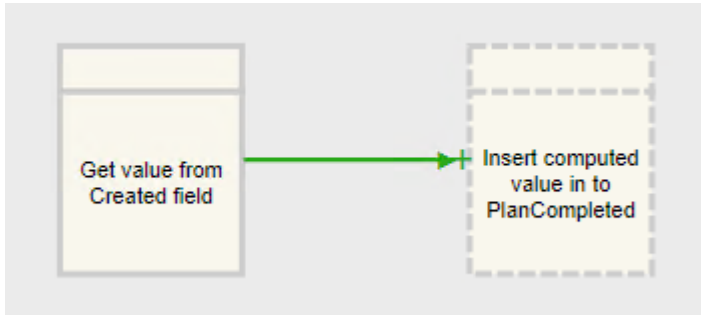 Get value from
Created field
Insert computed
value in to
PlanCompleted